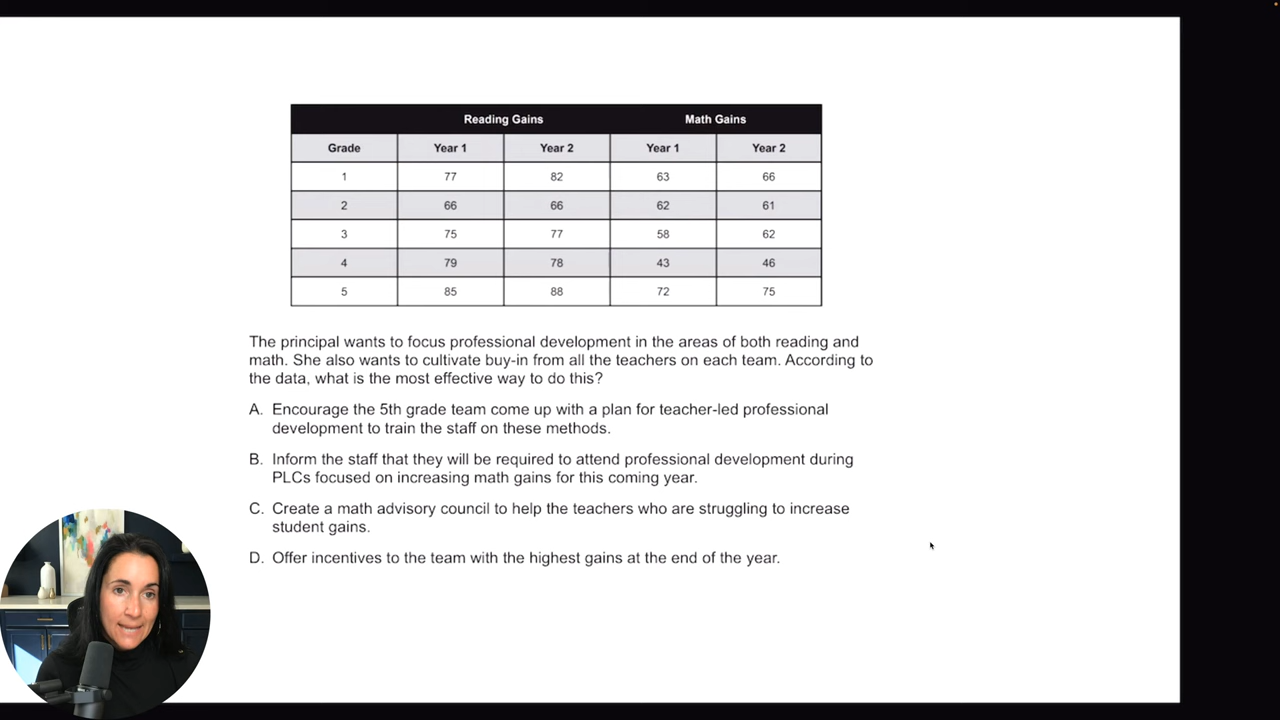 Reading Gains Math Gains
Grade Year 1 Year 2 Year 1 Year 2
1 77 82 63 66
2 66 66 62 61
3 75 77 58 62
4 79 78 43 46
5 85 88 72 75
The principal wants to focus professional development in the areas of both reading and
math. She also wants to cultivate buy-in from all the teachers on each team. According to
the data, what is the most effective way to do this?
A. Encourage the 5th grade team come up with a plan for teacher-led professional
development to train the staff on these methods.
B. Inform the staff that they will be required to attend professional development during
PLCs focused on increasing math gains for this coming year.
C. Create a math advisory council to help the teachers who are struggling to increase
student gains.
D. Offer incentives to the team with the highest gains at the end of the year.